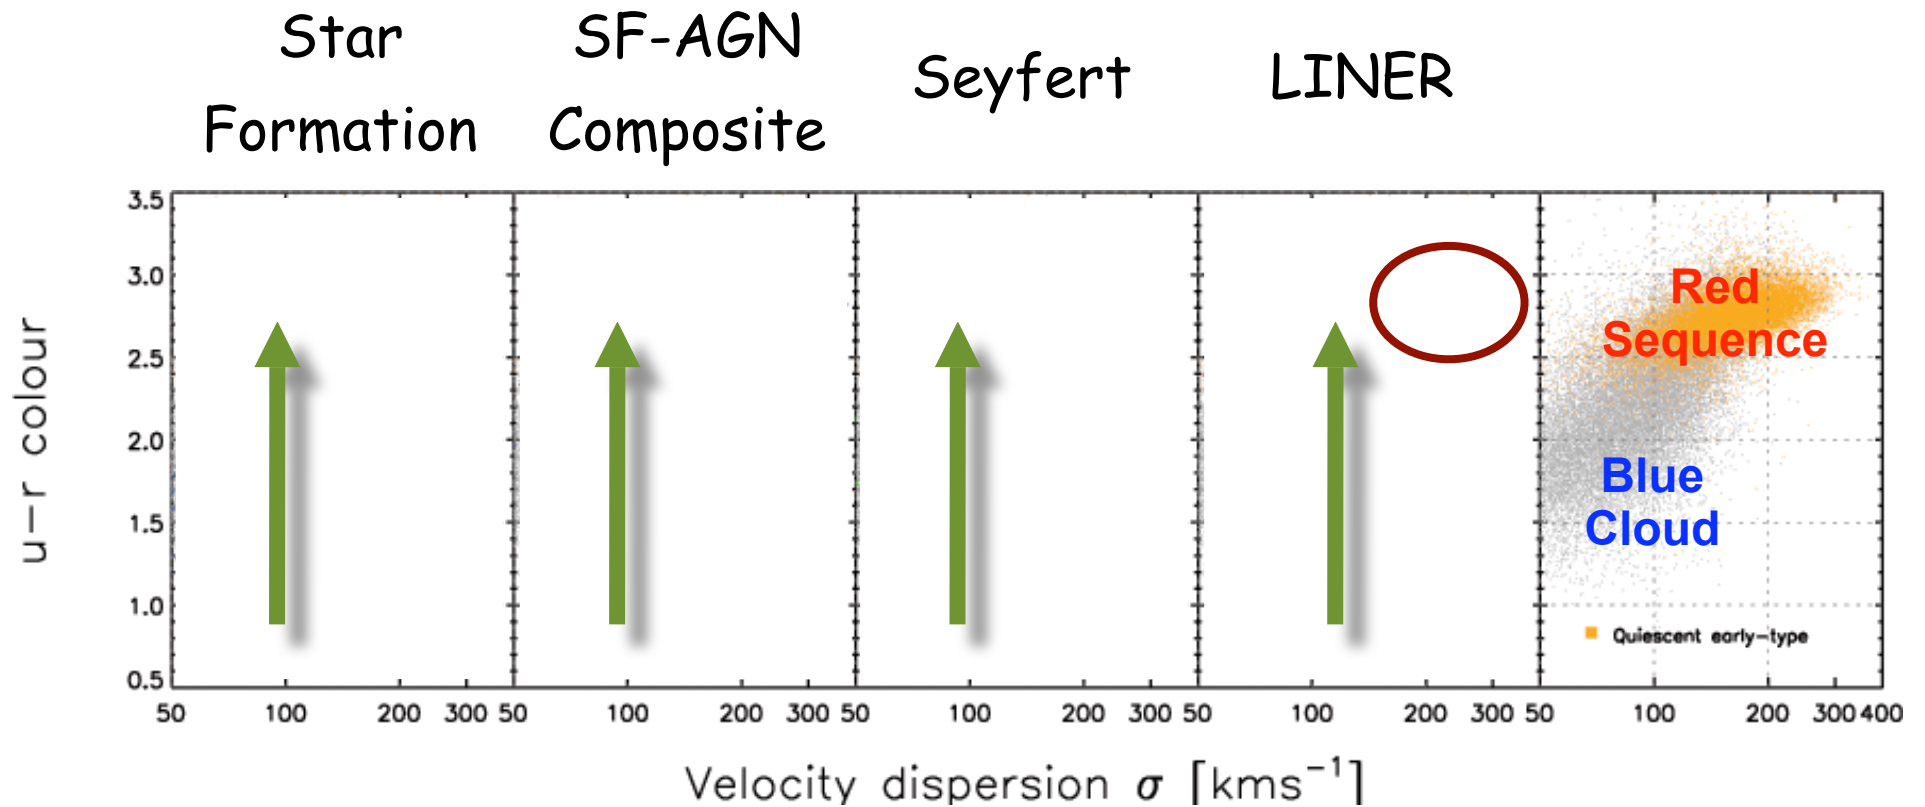 Star
Formation
SF-AGN
Composite
Seyfert
LINER
u-r colour
3.5
3.0
2.5
2.0
1.5
1.0
0.5
Red
Sequence
Blue
Cloud
Quiescent early-type
50 100 200 300 50 100 200 300 50 100 200 300 50 100 200 300 50 100 200 300 400
Velocity dispersion σ [kms⁻¹]